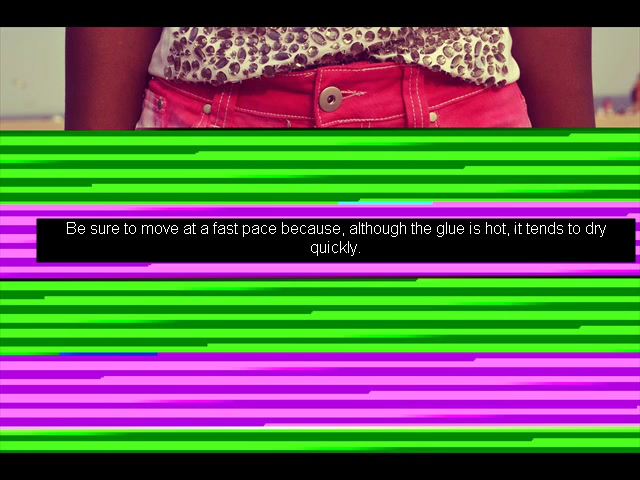 Be sure to move at a fast pace because, although the glue is hot, it tends to dry
quickly.